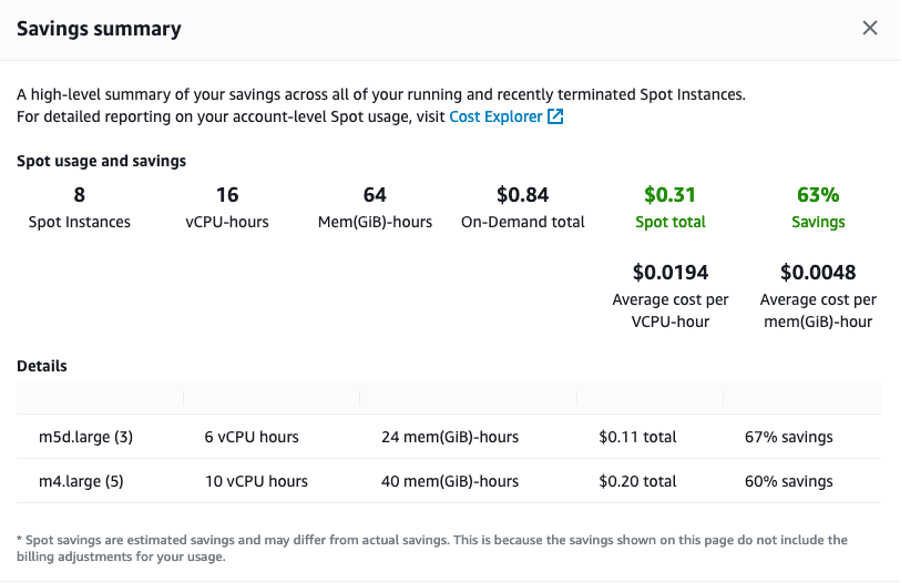 Savings summary
A high-level summary of your savings across all of your running and recently terminated Spot Instances.
For detailed reporting on your account-level Spot usage, visit Cost Explorer
Spot usage and savings
8 16 64 $0.84 $0.31 63%
Spot Instances vCPU-hours Mem(GiB)-hours On-Demand total Spot total Savings
$0.0194 $0.0048
Average cost per Average cost per
VCPU-hour mem(GiB)-hour
Details
m5d.large (3) 6 vCPU hours 24 mem(GiB)-hours $0.11 total 67% savings
m4.large (5) 10 vCPU hours 40 mem(GiB)-hours $0.20 total 60% savings
* Spot savings are estimated savings and may differ from actual savings. This is because the savings shown on this page do not include the
billing adjustments for your usage.